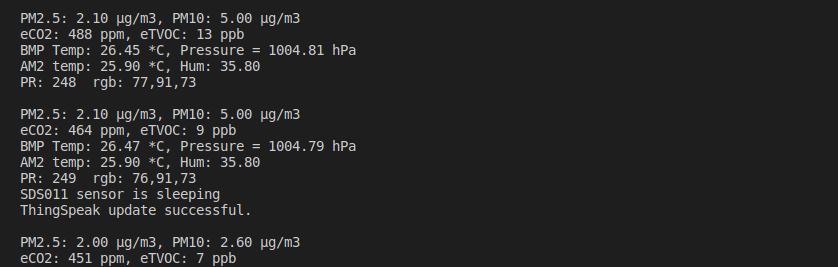 PM2.5: 2.10 µg/m3, PM10: 5.00 µg/m3
eCO2: 488 ppm, eTVOC: 13 ppb
BMP Temp: 26.45 *C, Pressure = 1004.81 hPa
AM2 temp: 25.90 *C, Hum: 35.80
PR: 248  rgb: 77,91,73

PM2.5: 2.10 µg/m3, PM10: 5.00 µg/m3
eCO2: 464 ppm, eTVOC: 9 ppb
BMP Temp: 26.47 *C, Pressure = 1004.79 hPa
AM2 temp: 25.90 *C, Hum: 35.80
PR: 249  rgb: 76,91,73
SDS011 sensor is sleeping
ThingSpeak update successful.

PM2.5: 2.00 µg/m3, PM10: 2.60 µg/m3
eCO2: 451 ppm, eTVOC: 7 ppb